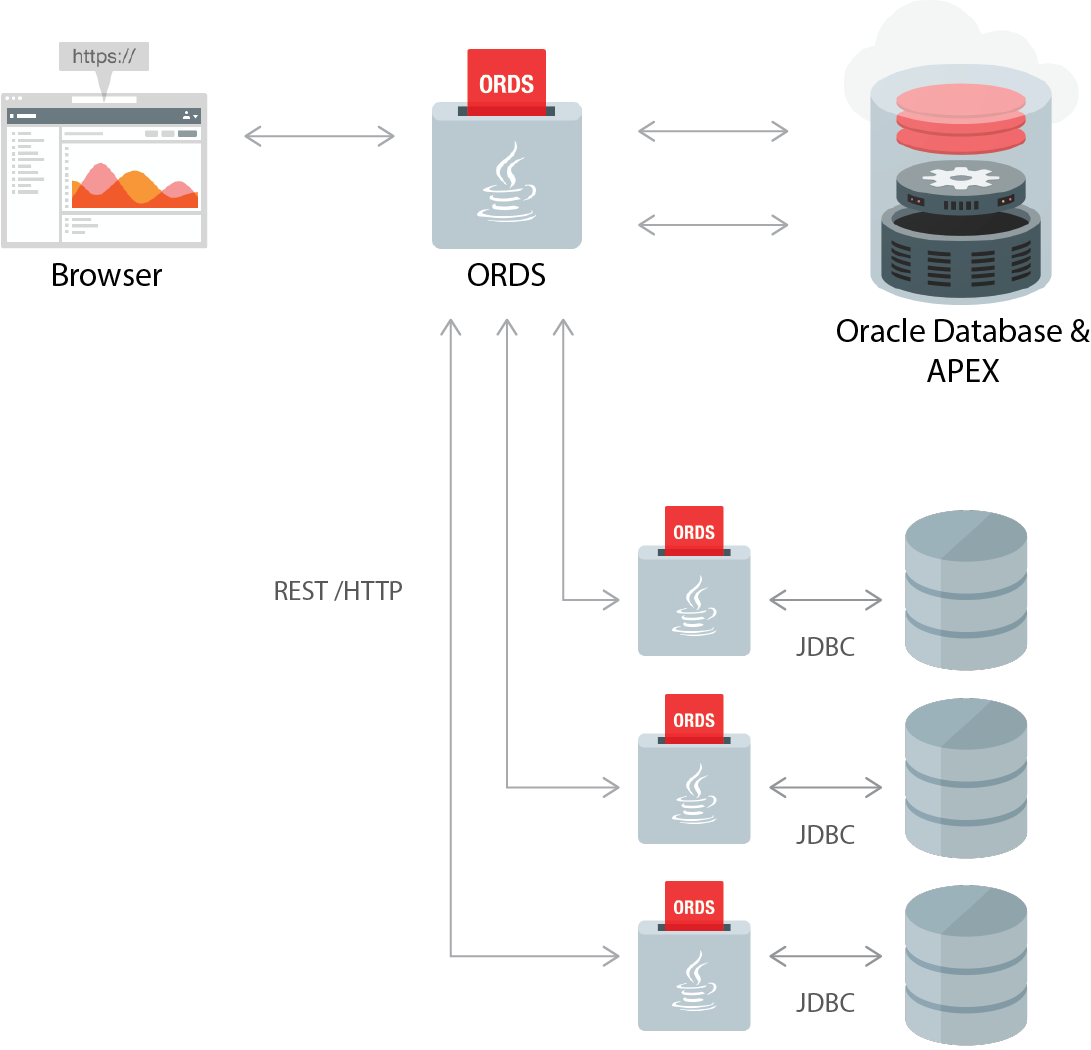 https://
ORDS
Browser
ORDS
Oracle Database &
APEX
ORDS
REST /HTTP
JDBC
ORDS
JDBC
ORDS
JDBC